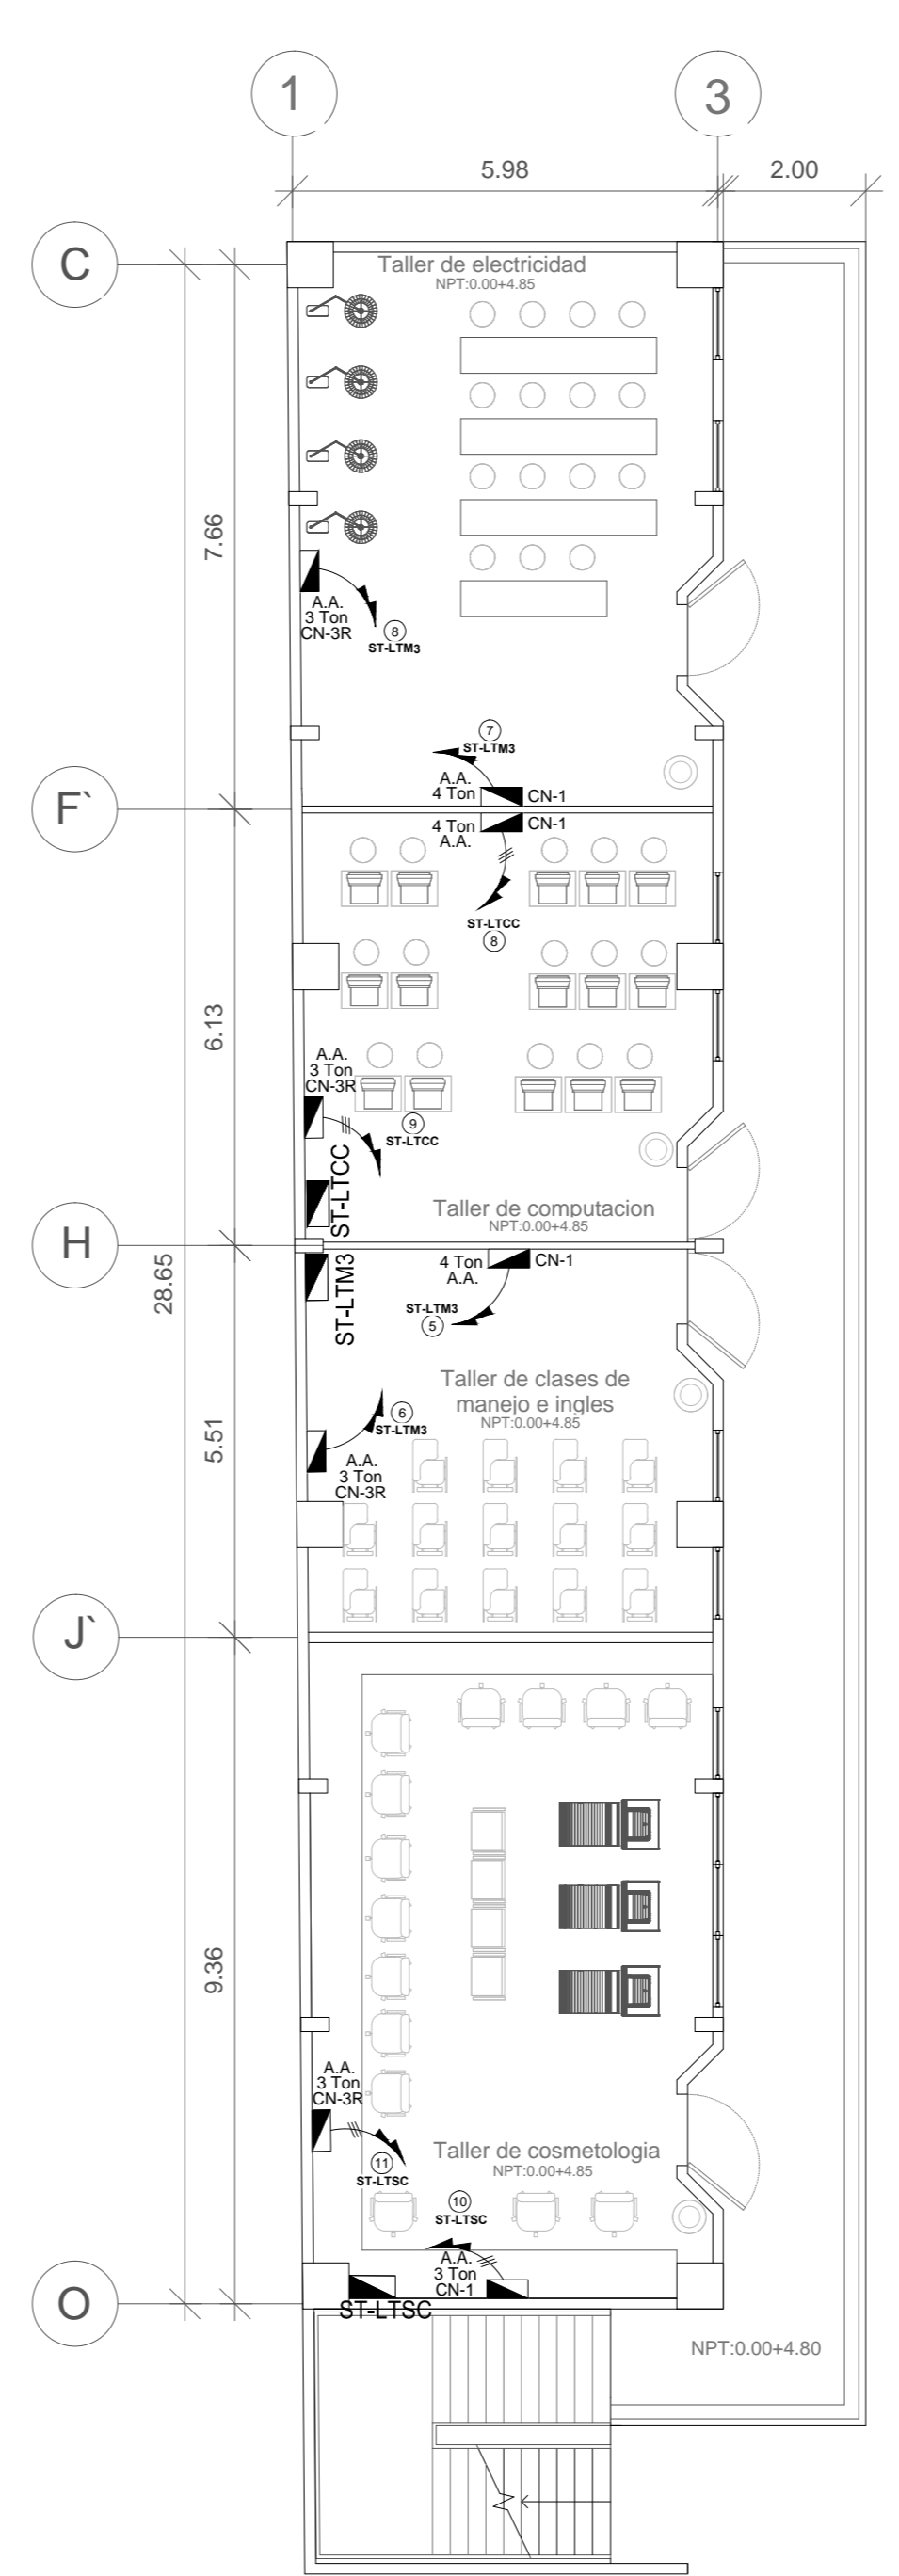 1
3
5.98
2.00
C
Taller de electricidad
NPT:0.00+4.85
7.66
A.A.
3 Ton
CN-3R
8
ST-LTM3
7
ST-LTM3
A.A.
4 Ton
CN-1
F`
4 Ton
A.A.
CN-1
ST-LTCC
8
6.13
A.A.
3 Ton
CN-3R
9
ST-LTCC
ST-LTCC
Taller de computacion
NPT:0.00+4.85
H
28.65
ST-LTM3
4 Ton
A.A.
CN-1
ST-LTM3
5
Taller de clases de
manejo e ingles
NPT:0.00+4.85
6
ST-LTM3
5.51
A.A.
3 Ton
CN-3R
J`
9.36
A.A.
3 Ton
CN-3R
Taller de cosmetologia
NPT:0.00+4.85
11
ST-LTSC
10
ST-LTSC
A.A.
3 Ton
CN-1
O
ST-LTSC
NPT:0.00+4.80